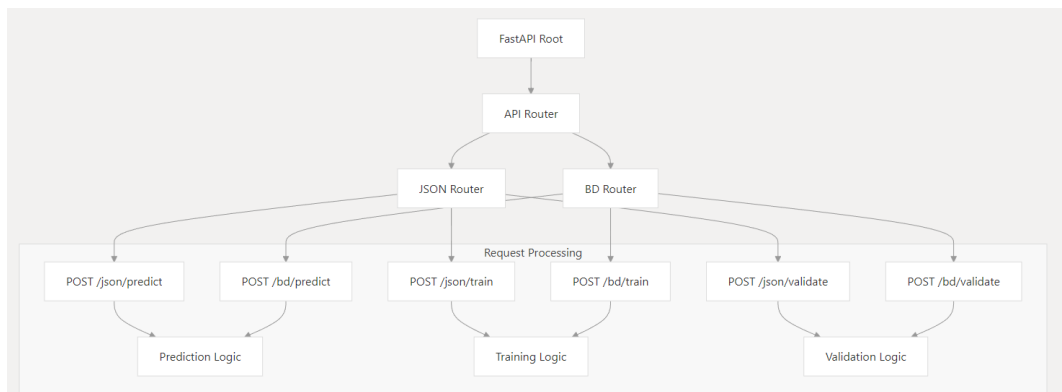 FastAPI Root
API Router
JSON Router
BD Router
Request Processing
POST /json/predict
POST /bd/predict
POST /json/train
POST /bd/train
POST /json/validate
POST /bd/validate
Prediction Logic
Training Logic
Validation Logic